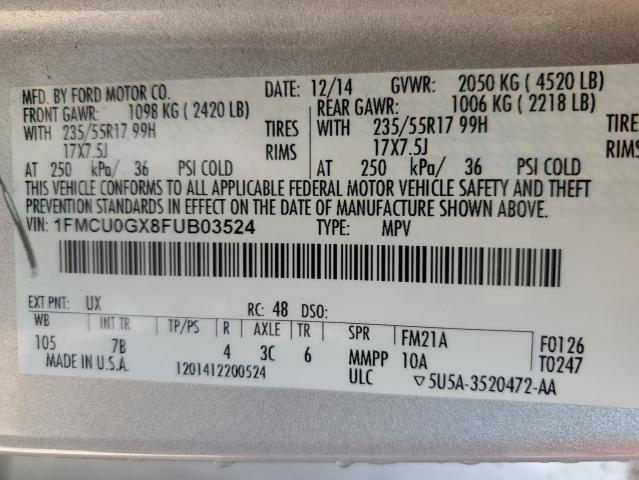 MFD. BY FORD MOTOR CO. DATE: 12/14 GVWR: 2050 KG ( 4520 LB)
FRONT GAWR: 1098 KG ( 2420 LB) REAR GAWR: 1006 KG ( 2218 LB)
WITH 235/55R17 99H TIRES WITH 235/55R17 99H TIRES
17X7.5J RIMS 17X7.5J RIMS
AT 250 kPa/ 36 PSI COLD AT 250 kPa/ 36 PSI COLD
THIS VEHICLE CONFORMS TO ALL APPLICABLE FEDERAL MOTOR VEHICLE SAFETY AND THEFT
PREVENTION STANDARDS IN EFFECT ON THE DATE OF MANUFACTURE SHOWN ABOVE.
VIN: 1FMCU0GX8FUB03524 TYPE: MPV
EXT PNT: UX RC: 48 DSO:
WB INT TR TP/PS R AXLE TR SPR FM21A F0126
105 7B 4 3C 6 MMPP 10A T0247
MADE IN U.S.A. 1201412200524 ULC ▽5U5A-3520472-AA